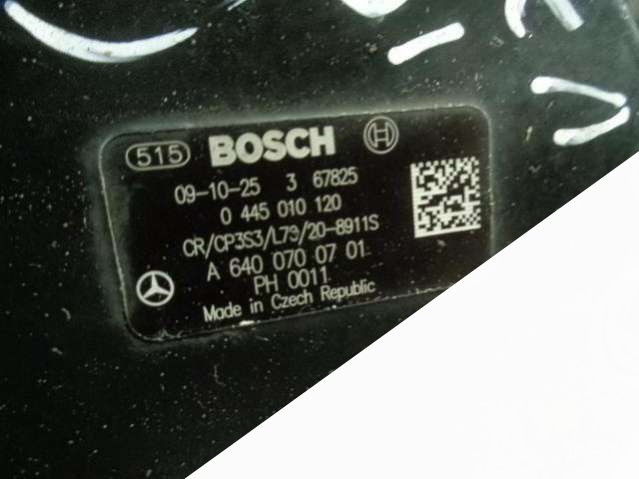 515 BOSCH
09-10-25 3 67825
0 445 010 120
CR/CP3S3/L70/20-8911S
A 640 070 07 01
PH 0011
Made in Czech Republic